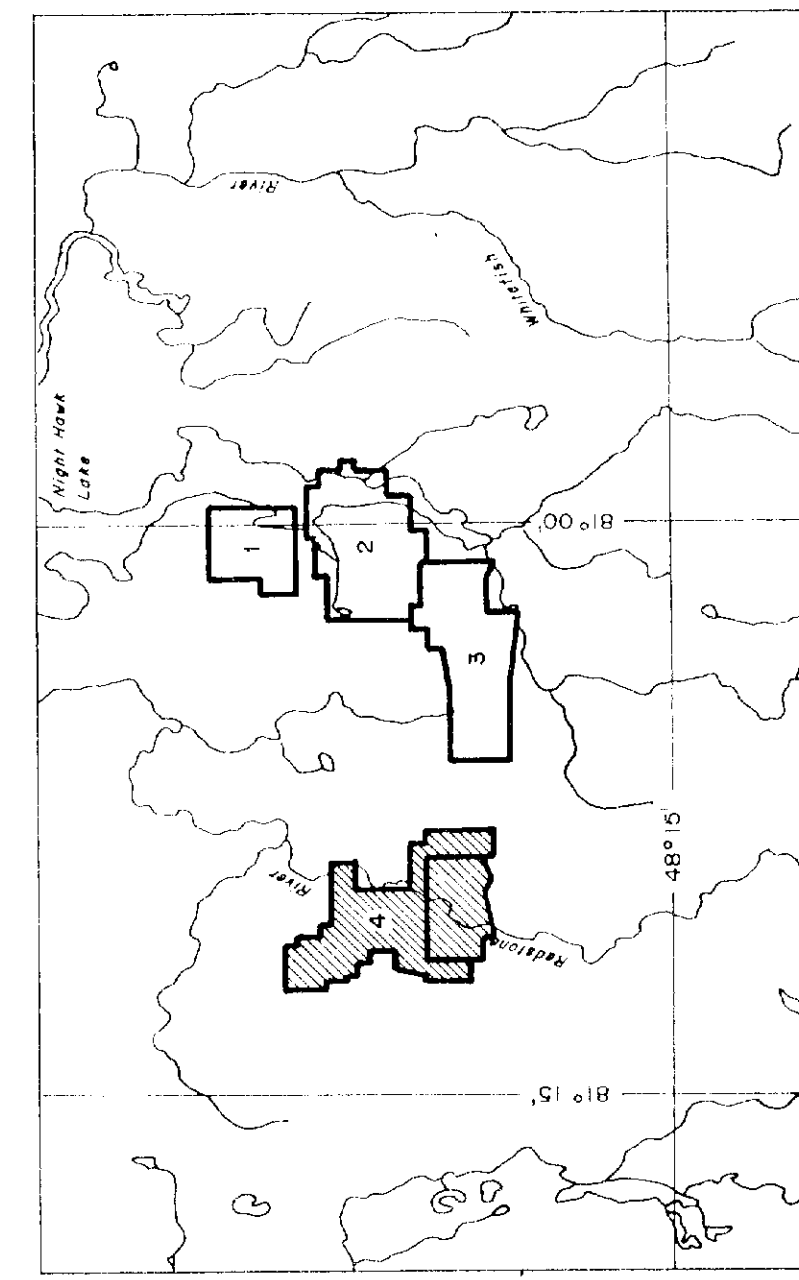 Night Hawk
Lake
River
Whitefish
1
2
3
81° 00'
River
4
Redstone
48° 15'
81° 15'